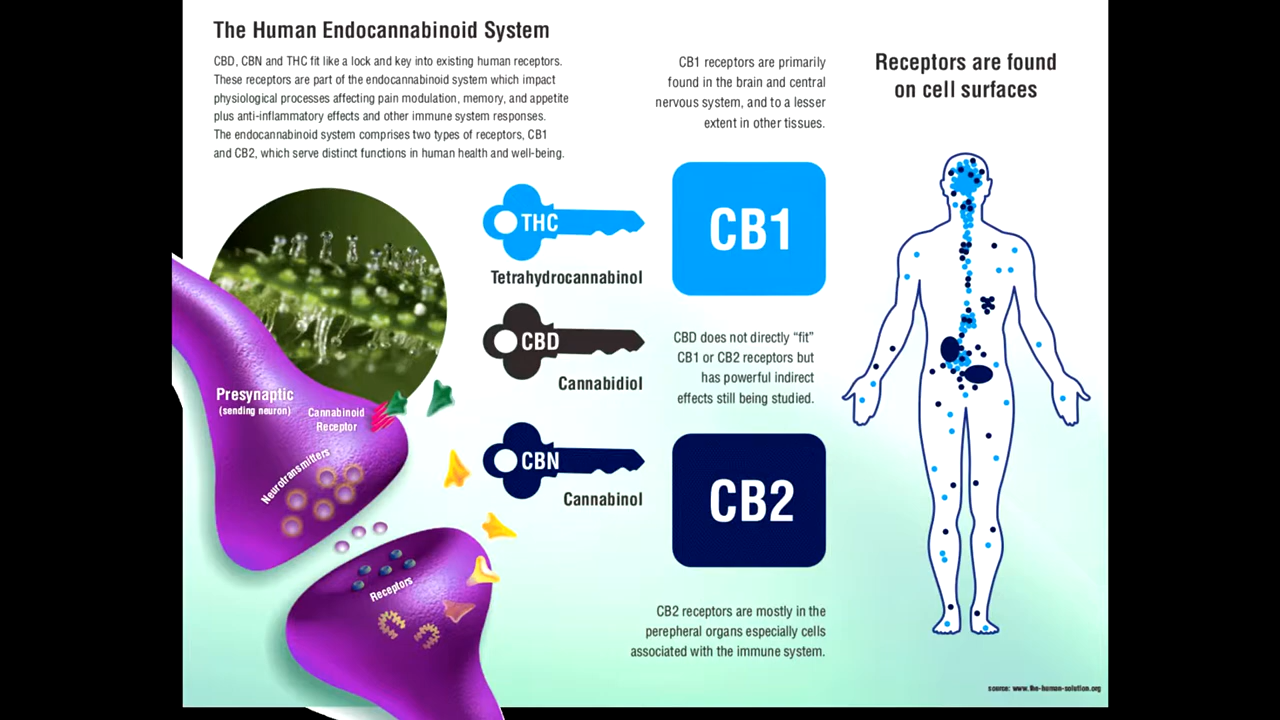 The Human Endocannabinoid System
CBD, CBN and THC fit like a lock and key into existing human receptors.
These receptors are part of the endocannabinoid system which impact
physiological processes affecting pain modulation, memory, and appetite
plus anti-inflammatory effects and other immune system responses.
The endocannabinoid system comprises two types of receptors, CB1
and CB2, which serve distinct functions in human health and well-being.
CB1 receptors are primarily
found in the brain and central
nervous system, and to a lesser
extent in other tissues.
Receptors are found
on cell surfaces
THC
Tetrahydrocannabinol
CB1
CBD
Cannabidiol
CBD does not directly “fit”
CB1 or CB2 receptors but
has powerful indirect
effects still being studied.
Presynaptic
(sending neuron)
Cannabinoid
Receptor
Neurotransmitters
CBN
Cannabinol
CB2
Receptors
CB2 receptors are mostly in the
perepheral organs especially cells
associated with the immune system.
source: www.the-human-solution.org